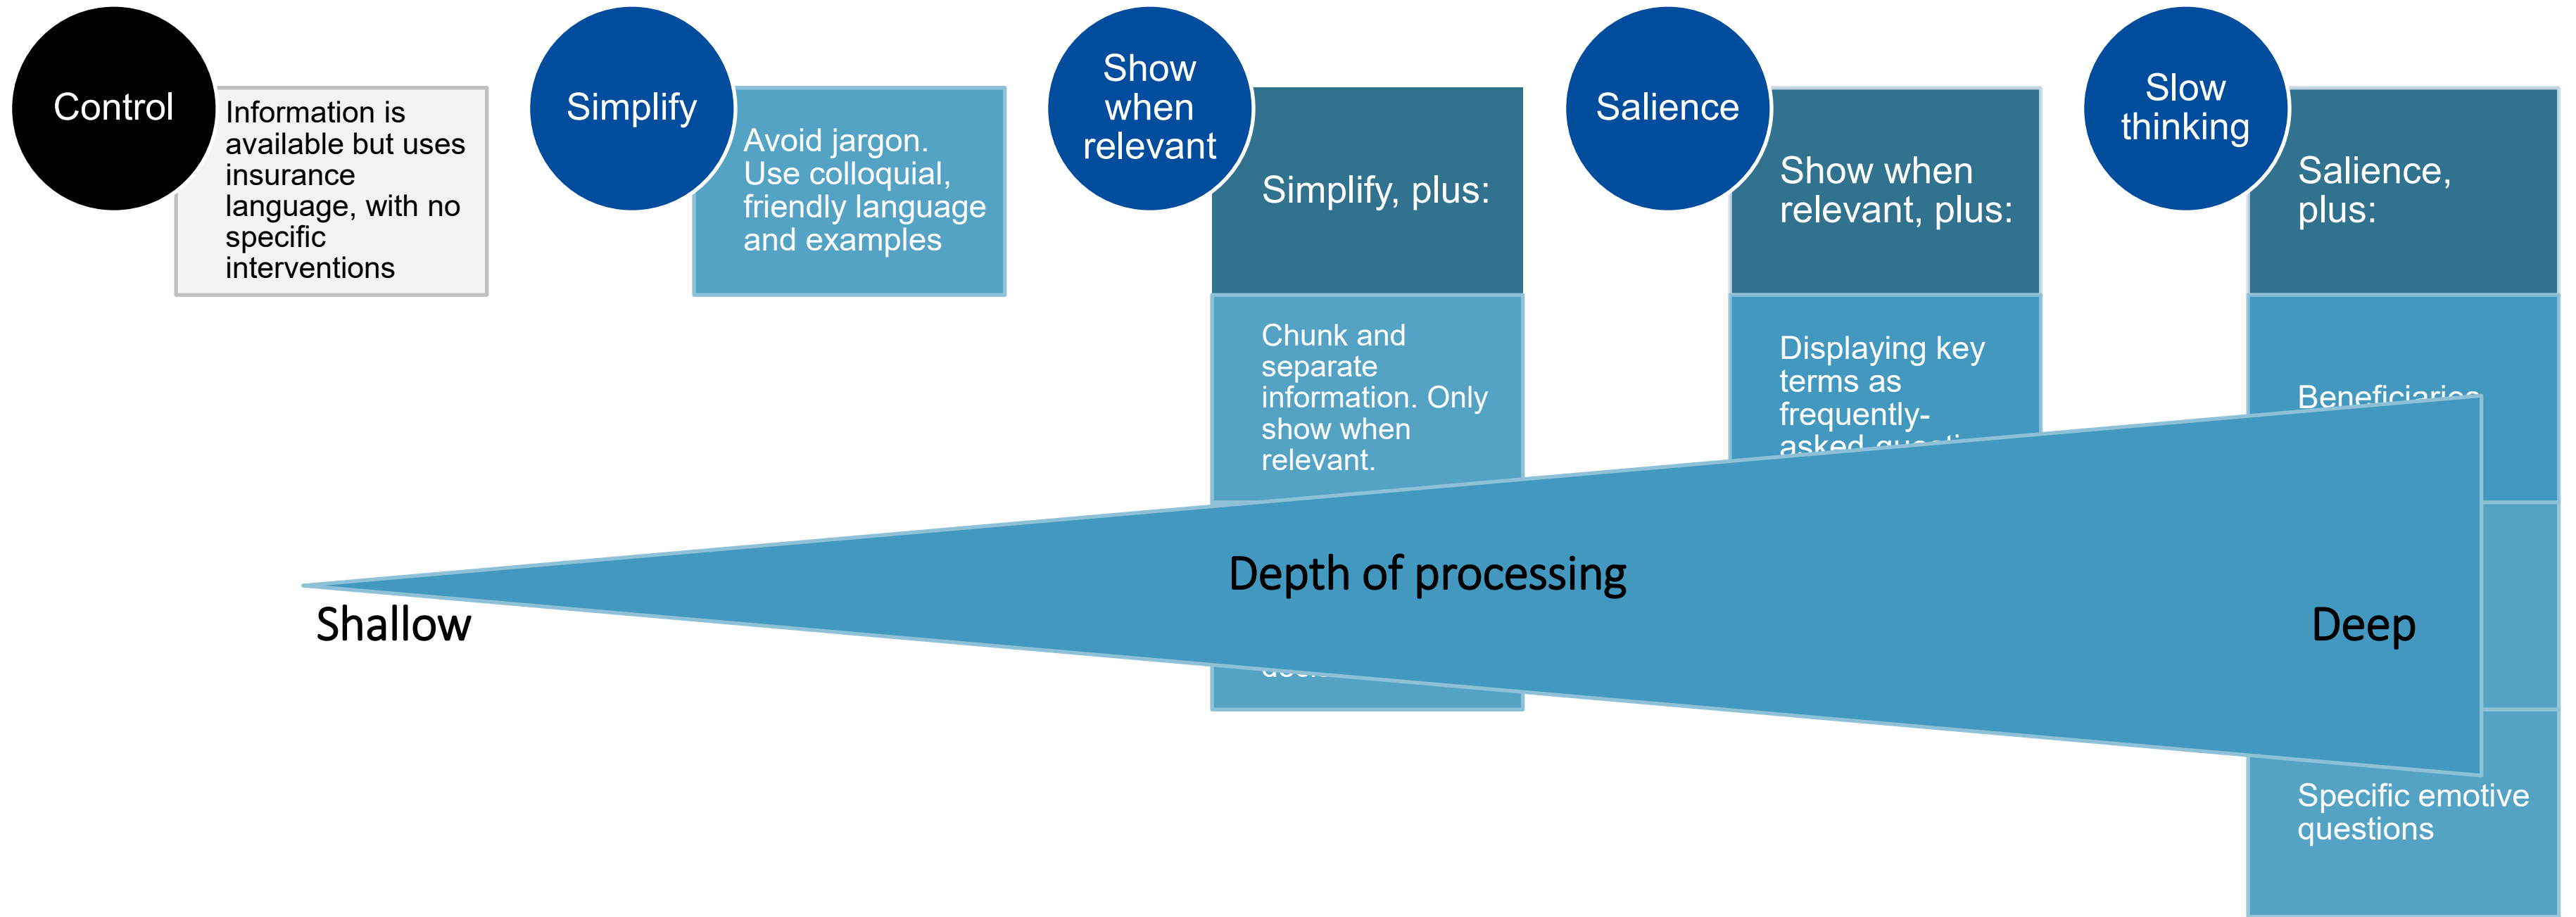 Control
Information is
available but uses
insurance
language, with no
specific
interventions
Simplify
Avoid jargon.
Use colloquial,
friendly language
and examples
Show
when
relevant
Simplify, plus:
Chunk and
separate
information. Only
show when
relevant.
Salience
Show when
relevant, plus:
Displaying key
terms as
frequently-
asked
Slow
thinking
Salience,
plus:
Beneficiaries
Specific emotive
questions
Depth of processing
Shallow
Deep